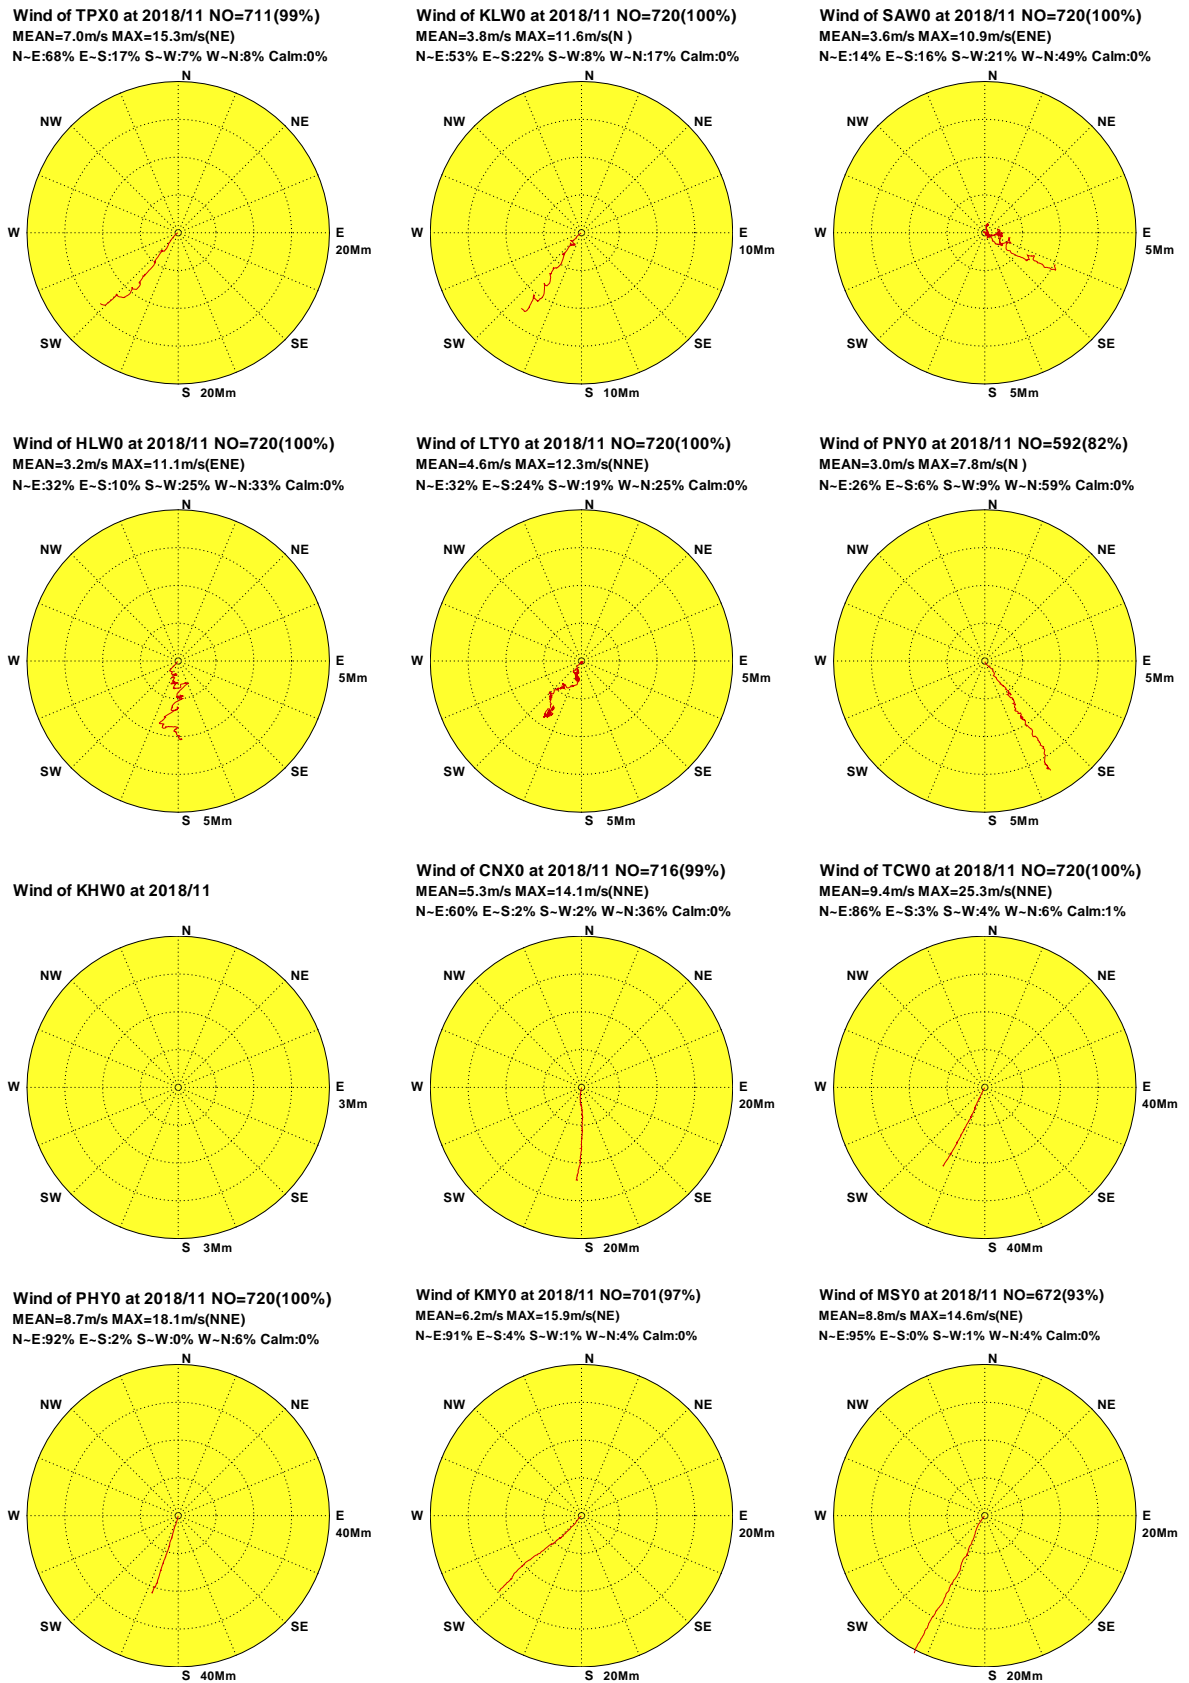 Wind of TPX0 at 2018/11 NO=711(99%)
MEAN=7.0m/s MAX=15.3m/s(NE)
N~E:68% E~S:17% S~W:7% W~N:8% Calm:0%
N
NW
NE
W
E
20Mm
SW
SE
S 20Mm
Wind of KLW0 at 2018/11 NO=720(100%)
MEAN=3.8m/s MAX=11.6m/s(N )
N~E:53% E~S:22% S~W:8% W~N:17% Calm:0%
N
NW
NE
W
E
10Mm
SW
SE
S 10Mm
Wind of SAW0 at 2018/11 NO=720(100%)
MEAN=3.6m/s MAX=10.9m/s(ENE)
N~E:14% E~S:16% S~W:21% W~N:49% Calm:0%
N
NW
NE
W
E
5Mm
SW
SE
S 5Mm
Wind of HLW0 at 2018/11 NO=720(100%)
MEAN=3.2m/s MAX=11.1m/s(ENE)
N~E:32% E~S:10% S~W:25% W~N:33% Calm:0%
N
NW
NE
W
E
5Mm
SW
SE
S 5Mm
Wind of LTY0 at 2018/11 NO=720(100%)
MEAN=4.6m/s MAX=12.3m/s(NNE)
N~E:32% E~S:24% S~W:19% W~N:25% Calm:0%
N
NW
NE
W
E
5Mm
SW
SE
S 5Mm
Wind of PNY0 at 2018/11 NO=592(82%)
MEAN=3.0m/s MAX=7.8m/s(N )
N~E:26% E~S:6% S~W:9% W~N:59% Calm:0%
N
NW
NE
W
E
5Mm
SW
SE
S 5Mm
Wind of KHW0 at 2018/11
N
NW
NE
W
E
3Mm
SW
SE
S 3Mm
Wind of CNX0 at 2018/11 NO=716(99%)
MEAN=5.3m/s MAX=14.1m/s(NNE)
N~E:60% E~S:2% S~W:2% W~N:36% Calm:0%
N
NW
NE
W
E
20Mm
SW
SE
S 20Mm
Wind of TCW0 at 2018/11 NO=720(100%)
MEAN=9.4m/s MAX=25.3m/s(NNE)
N~E:86% E~S:3% S~W:4% W~N:6% Calm:1%
N
NW
NE
W
E
40Mm
SW
SE
S 40Mm
Wind of PHY0 at 2018/11 NO=720(100%)
MEAN=8.7m/s MAX=18.1m/s(NNE)
N~E:92% E~S:2% S~W:0% W~N:6% Calm:0%
N
NW
NE
W
E
40Mm
SW
SE
S 40Mm
Wind of KMY0 at 2018/11 NO=701(97%)
MEAN=6.2m/s MAX=15.9m/s(NE)
N~E:91% E~S:4% S~W:1% W~N:4% Calm:0%
N
NW
NE
W
E
20Mm
SW
SE
S 20Mm
Wind of MSY0 at 2018/11 NO=672(93%)
MEAN=8.8m/s MAX=14.6m/s(NE)
N~E:95% E~S:0% S~W:1% W~N:4% Calm:0%
N
NW
NE
W
E
20Mm
SW
SE
S 20Mm